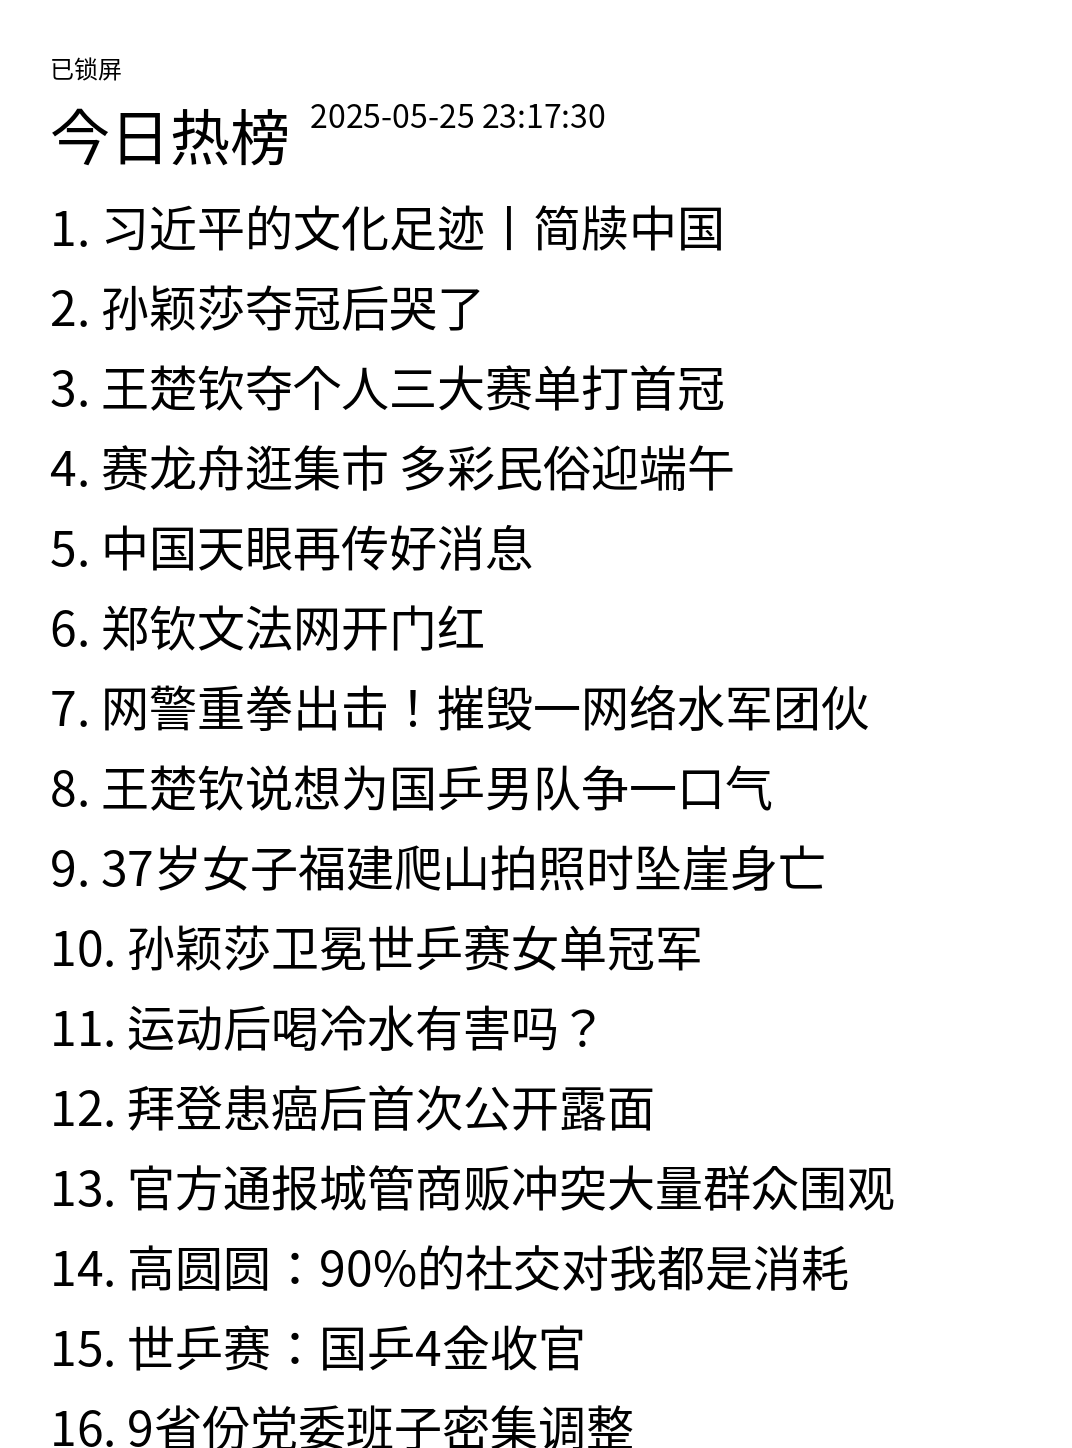 已锁屏
今日热榜 2025-05-25 23:17:30
1. 习近平的文化足迹丨简牍中国
2. 孙颖莎夺冠后哭了
3. 王楚钦夺个人三大赛单打首冠
4. 赛龙舟逛集市 多彩民俗迎端午
5. 中国天眼再传好消息
6. 郑钦文法网开门红
7. 网警重拳出击！摧毁一网络水军团伙
8. 王楚钦说想为国乒男队争一口气
9. 37岁女子福建爬山拍照时坠崖身亡
10. 孙颖莎卫冕世乒赛女单冠军
11. 运动后喝冷水有害吗？
12. 拜登患癌后首次公开露面
13. 官方通报城管商贩冲突大量群众围观
14. 高圆圆：90%的社交对我都是消耗
15. 世乒赛：国乒4金收官
16. 9省份党委班子密集调整